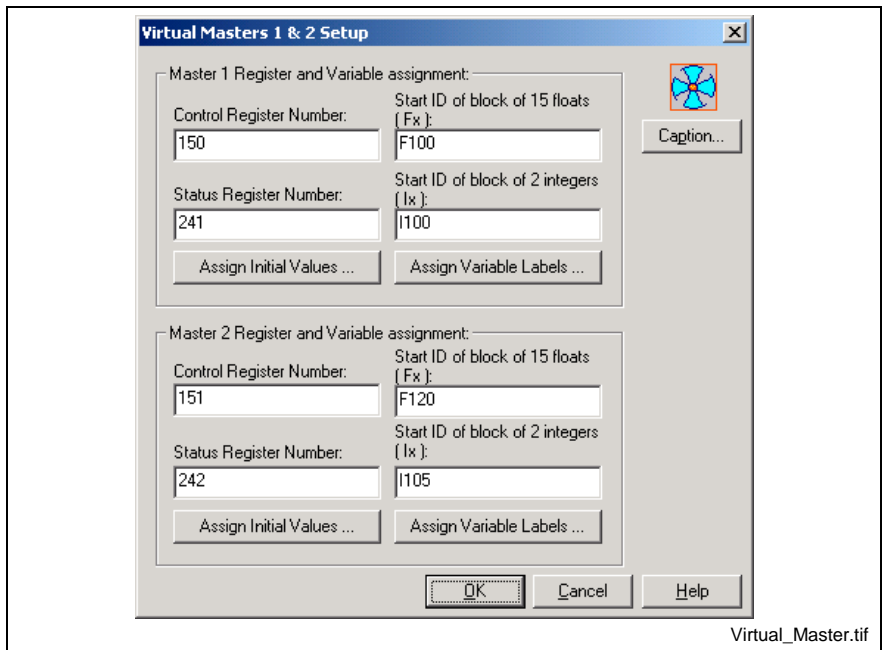 Virtual Masters 1 & 2 Setup
Master 1 Register and Variable assignment:
Control Register Number:
150
Start ID of block of 15 floats
( Fx ):
F100
Status Register Number:
241
Start ID of block of 2 integers
( Ix ):
I100
Assign Initial Values ...
Assign Variable Labels ...
Caption...
Master 2 Register and Variable assignment:
Control Register Number:
151
Start ID of block of 15 floats
( Fx ):
F120
Status Register Number:
242
Start ID of block of 2 integers
( Ix ):
I105
Assign Initial Values ...
Assign Variable Labels ...
OK
Cancel
Help
Virtual_Master.tif